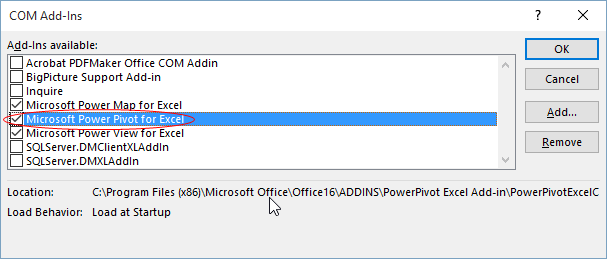 COM Add-Ins
Add-Ins available:
Acrobat PDFMaker Office COM Addin
BigPicture Support Add-in
Inquire
Microsoft Power Map for Excel
Microsoft Power Pivot for Excel
Microsoft Power View for Excel
SQLServer.DMClientXLAddIn
SQLServer.DMXLAddIn
OK
Cancel
Add...
Remove
Location: C:\Program Files (x86)\Microsoft Office\Office16\ADDINS\PowerPivot Excel Add-in\PowerPivotExcelC
Load Behavior: Load at Startup